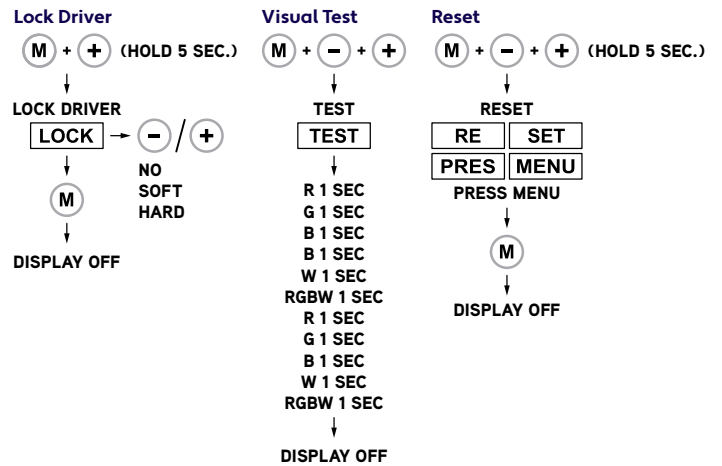 Lock Driver
M + + (HOLD 5 SEC.)
LOCK DRIVER
LOCK - / +
NO
SOFT
HARD
M
DISPLAY OFF
Visual Test
M + - + +
TEST
TEST
R 1 SEC
G 1 SEC
B 1 SEC
B 1 SEC
W 1 SEC
RGBW 1 SEC
R 1 SEC
G 1 SEC
B 1 SEC
W 1 SEC
RGBW 1 SEC
DISPLAY OFF
Reset
M + - + + (HOLD 5 SEC.)
RESET
RE SET
PRES MENU
PRESS MENU
M
DISPLAY OFF